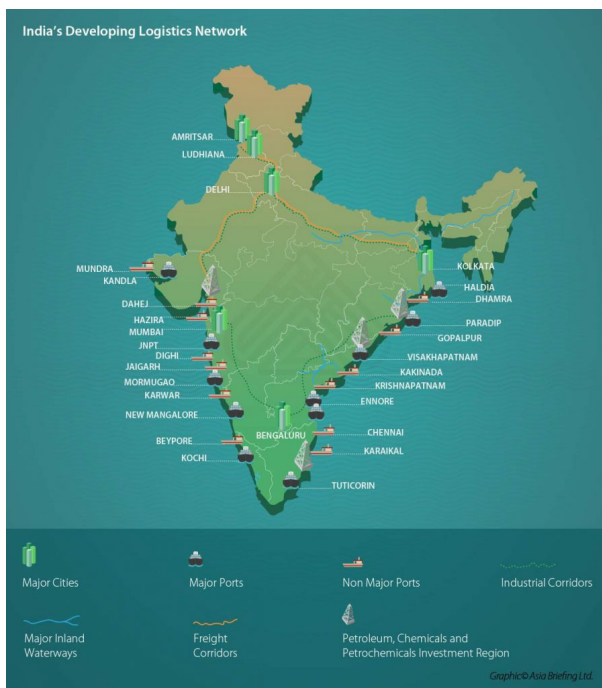 India's Developing Logistics Network
AMRITSAR
LUDHIANA
DELHI
KOLKATA
MUNDRA
KANDLA
HALDIA
DHAMRA
DAHEJ
HAZIRA
PARADIP
MUMBAI
GOPALPUR
JNPT
DIGHI
VISAKHAPATNAM
JAIGARH
KAKINADA
MORMUGAO
KRISHNAPATNAM
KARWAR
ENNORE
NEW MANGALORE
BENGALURU
CHENNAI
BEYPORE
KARAIKAL
KOCHI
TUTICORIN
Major Cities
Major Ports
Non Major Ports
Industrial Corridors
Major Inland
Waterways
Freight
Corridors
Petroleum, Chemicals and
Petrochemicals Investment Region
Graphic© Asia Briefing Ltd.